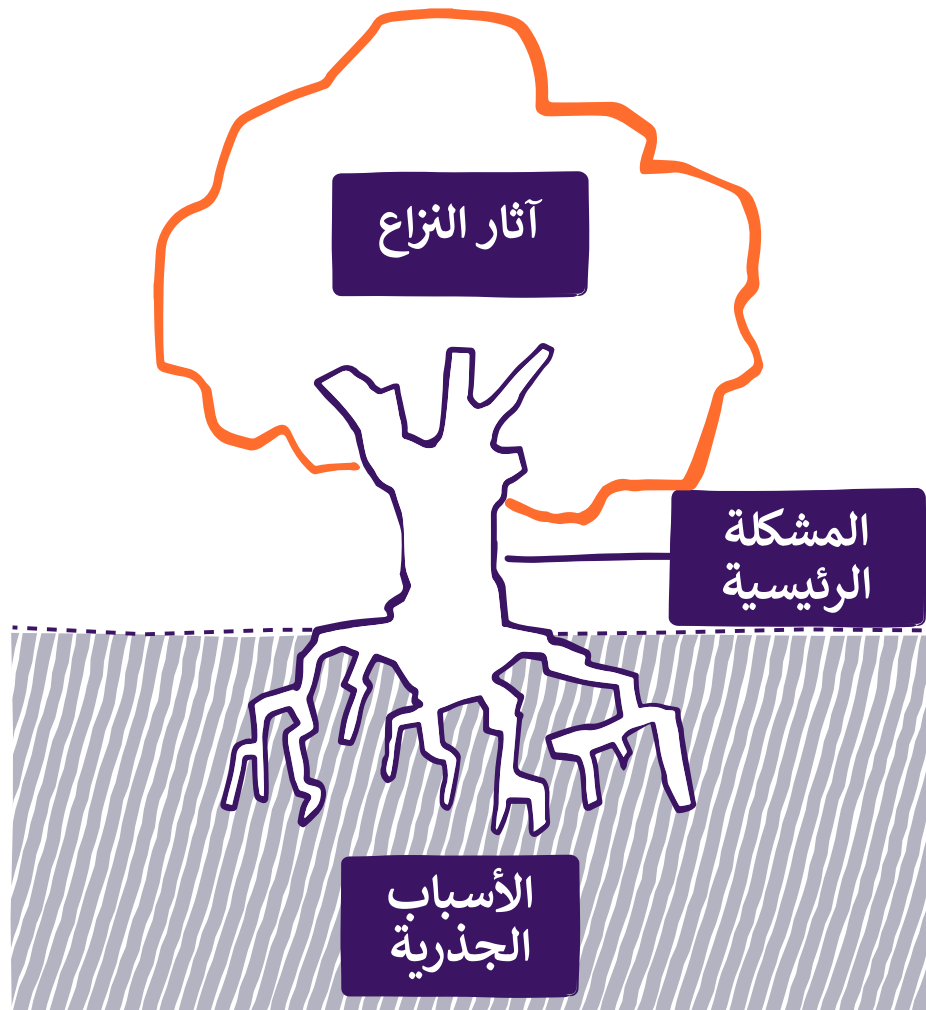 آثار النزاع
المشكلة
الرئيسية
الأسباب
الجذرية